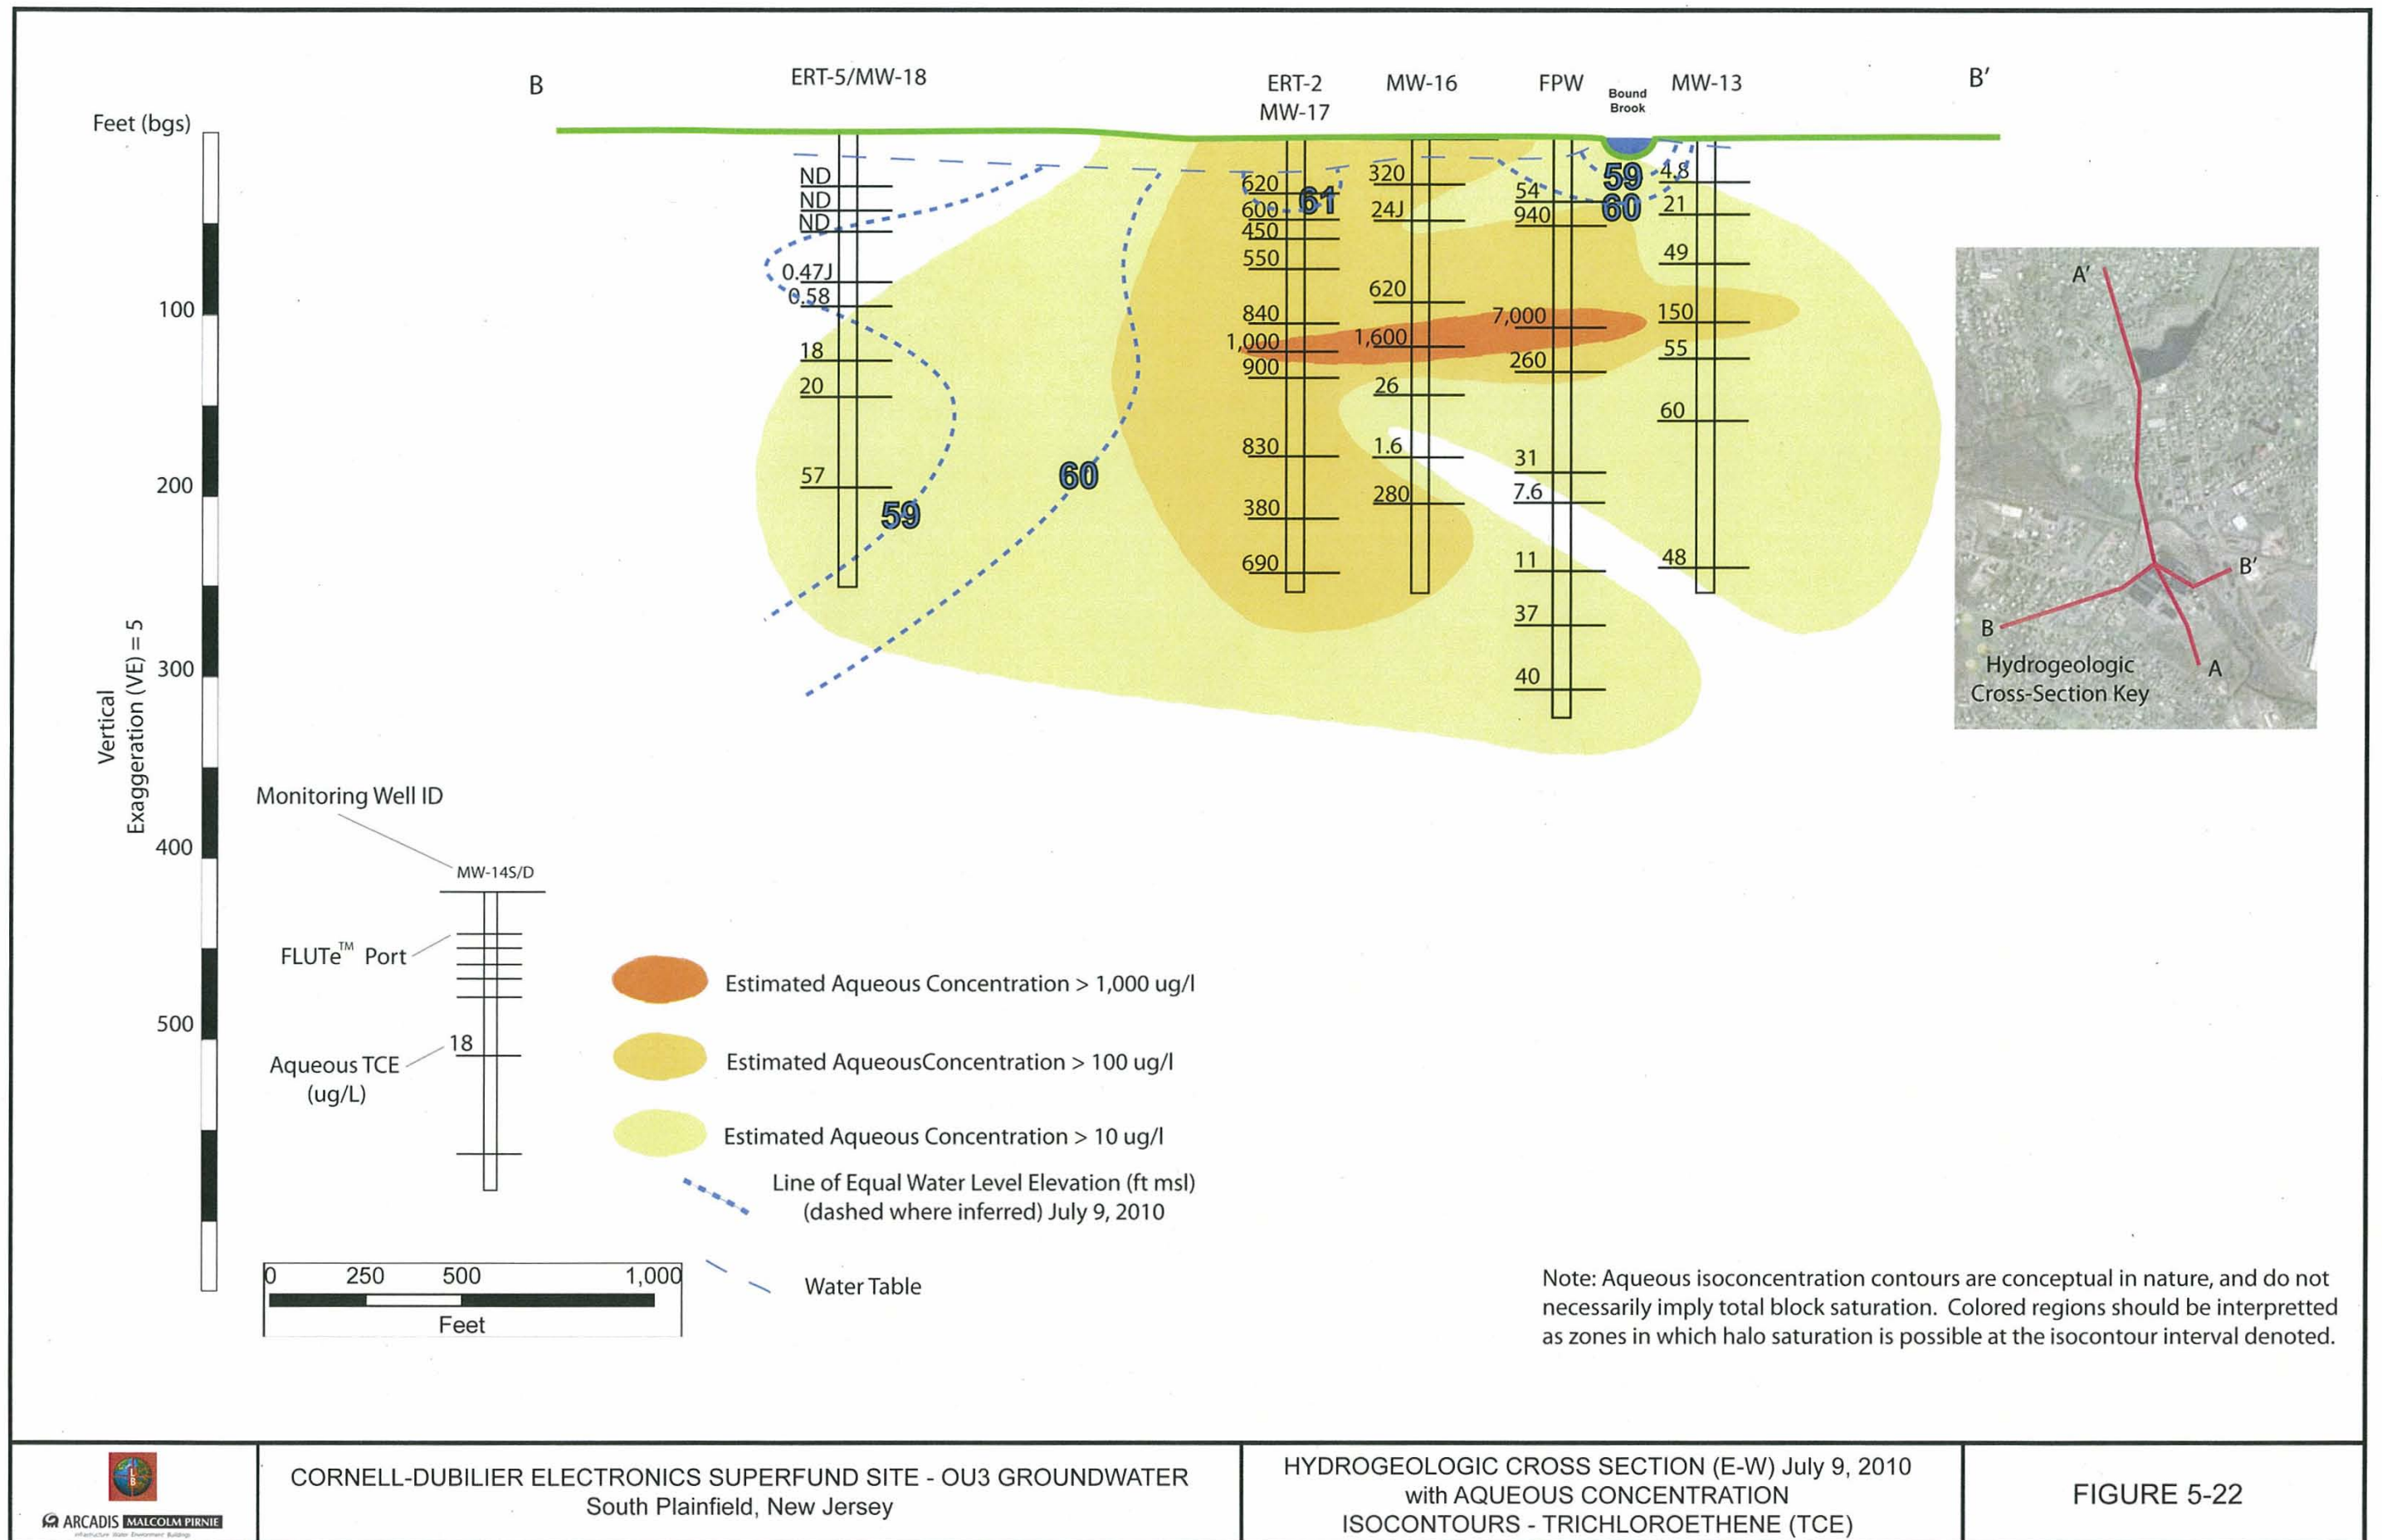 B
ERT-5/MW-18
ERT-2
MW-17
MW-16
FPW
Bound
Brook
MW-13
B'
Feet (bgs)
100
200
300
400
500
Vertical
Exaggeration (VE) = 5
ND
ND
ND
0.47J
0.58
18
20
57
59
60
620
61
600
450
550
840
1,000
900
830
380
690
320
24J
620
1,600
26
1.6
280
54
940
7,000
260
31
7.6
11
37
40
59
60
4.8
21
49
150
55
60
48
A'
B'
B
A
Hydrogeologic
Cross-Section Key
Monitoring Well ID
MW-14S/D
FLUTe™ Port
18
Aqueous TCE
(ug/L)
Estimated Aqueous Concentration > 1,000 ug/l
Estimated AqueousConcentration > 100 ug/l
Estimated Aqueous Concentration > 10 ug/l
Line of Equal Water Level Elevation (ft msl)
(dashed where inferred) July 9, 2010
Water Table
0 250 500 1,000
Feet
Note: Aqueous isoconcentration contours are conceptual in nature, and do not
necessarily imply total block saturation. Colored regions should be interpretted
as zones in which halo saturation is possible at the isocontour interval denoted.
ARCADIS MALCOLM PIRNIE
CORNELL-DUBILIER ELECTRONICS SUPERFUND SITE - OU3 GROUNDWATER
South Plainfield, New Jersey
HYDROGEOLOGIC CROSS SECTION (E-W) July 9, 2010
with AQUEOUS CONCENTRATION
ISOCONTOURS - TRICHLOROETHENE (TCE)
FIGURE 5-22